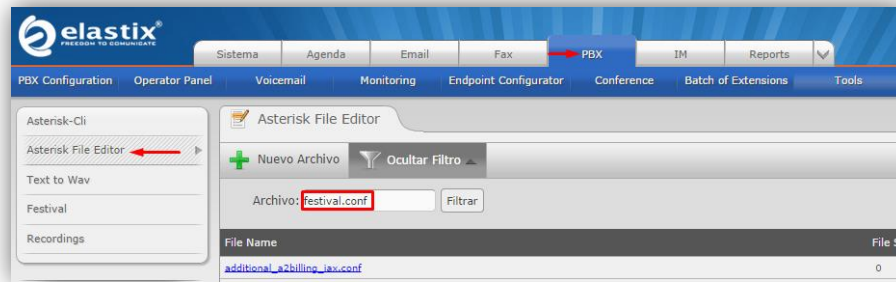 elastix®
FREEDOM TO COMMUNICATE
Sistema Agenda Email Fax PBX IM Reports
PBX Configuration Operator Panel Voicemail Monitoring Endpoint Configurator Conference Batch of Extensions Tools
Asterisk-Cli
Asterisk File Editor
Text to Wav
Festival
Recordings
Asterisk File Editor
Nuevo Archivo Ocultar Filtro
Archivo: festival.conf Filtrar
File Name File S
additional_a2billing_iax.conf 0